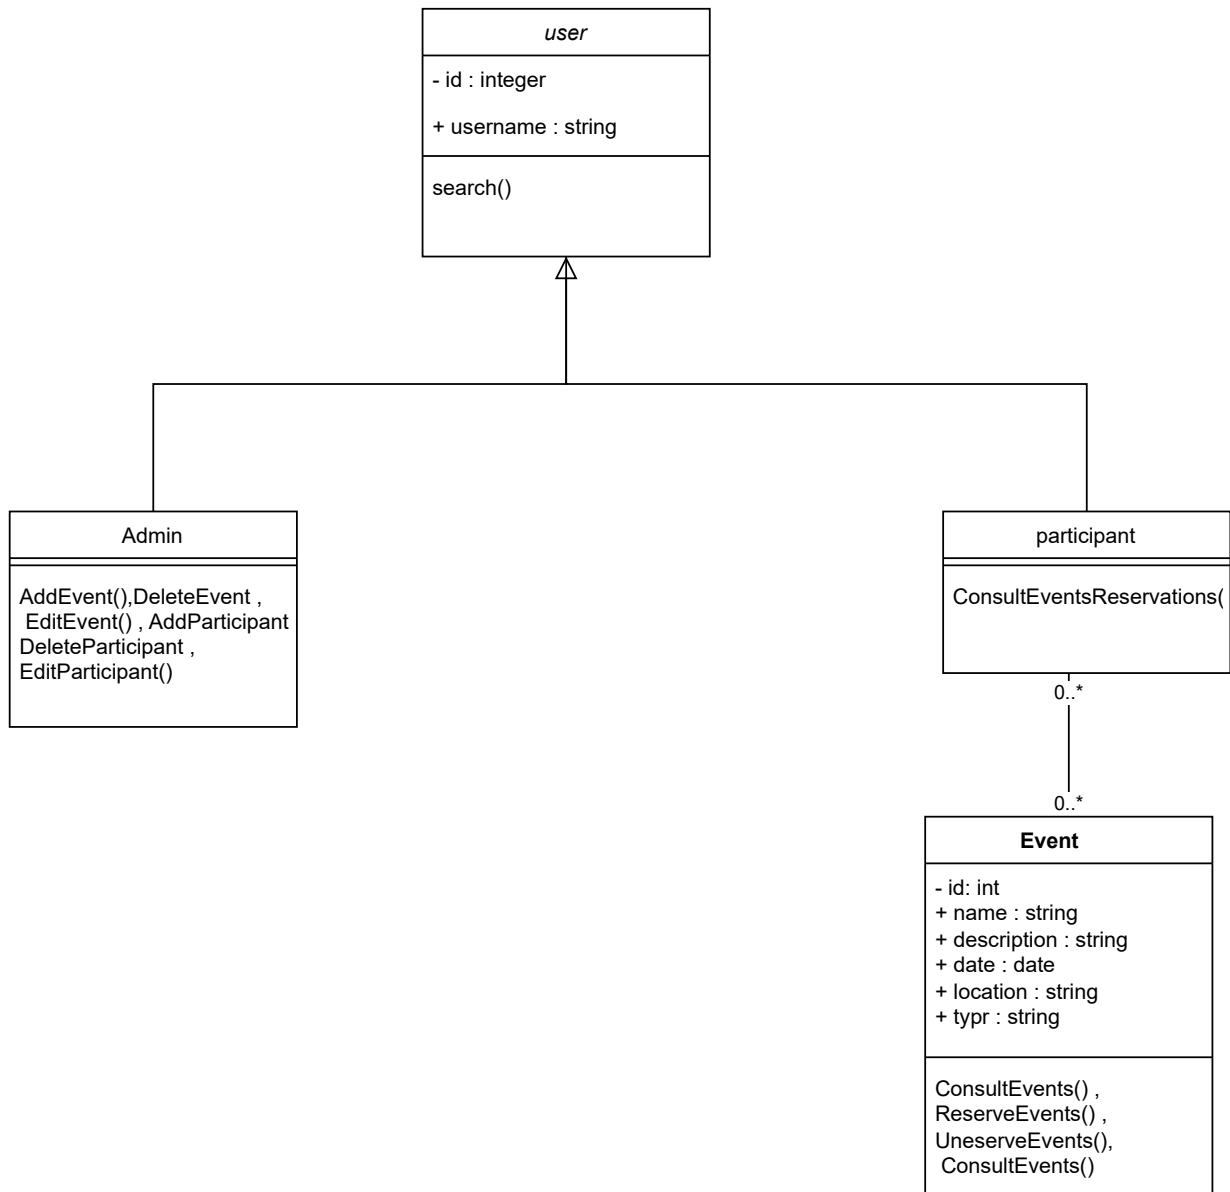 user
- id : integer
+ username : string
search()
Admin
AddEvent(),DeleteEvent ,
EditEvent() , AddParticipant
DeleteParticipant ,
EditParticipant()
participant
ConsultEventsReservations(
0..*
0..*
Event
- id: int
+ name : string
+ description : string
+ date : date
+ location : string
+ typr : string
ConsultEvents() ,
ReserveEvents() ,
UneserveEvents(),
ConsultEvents()